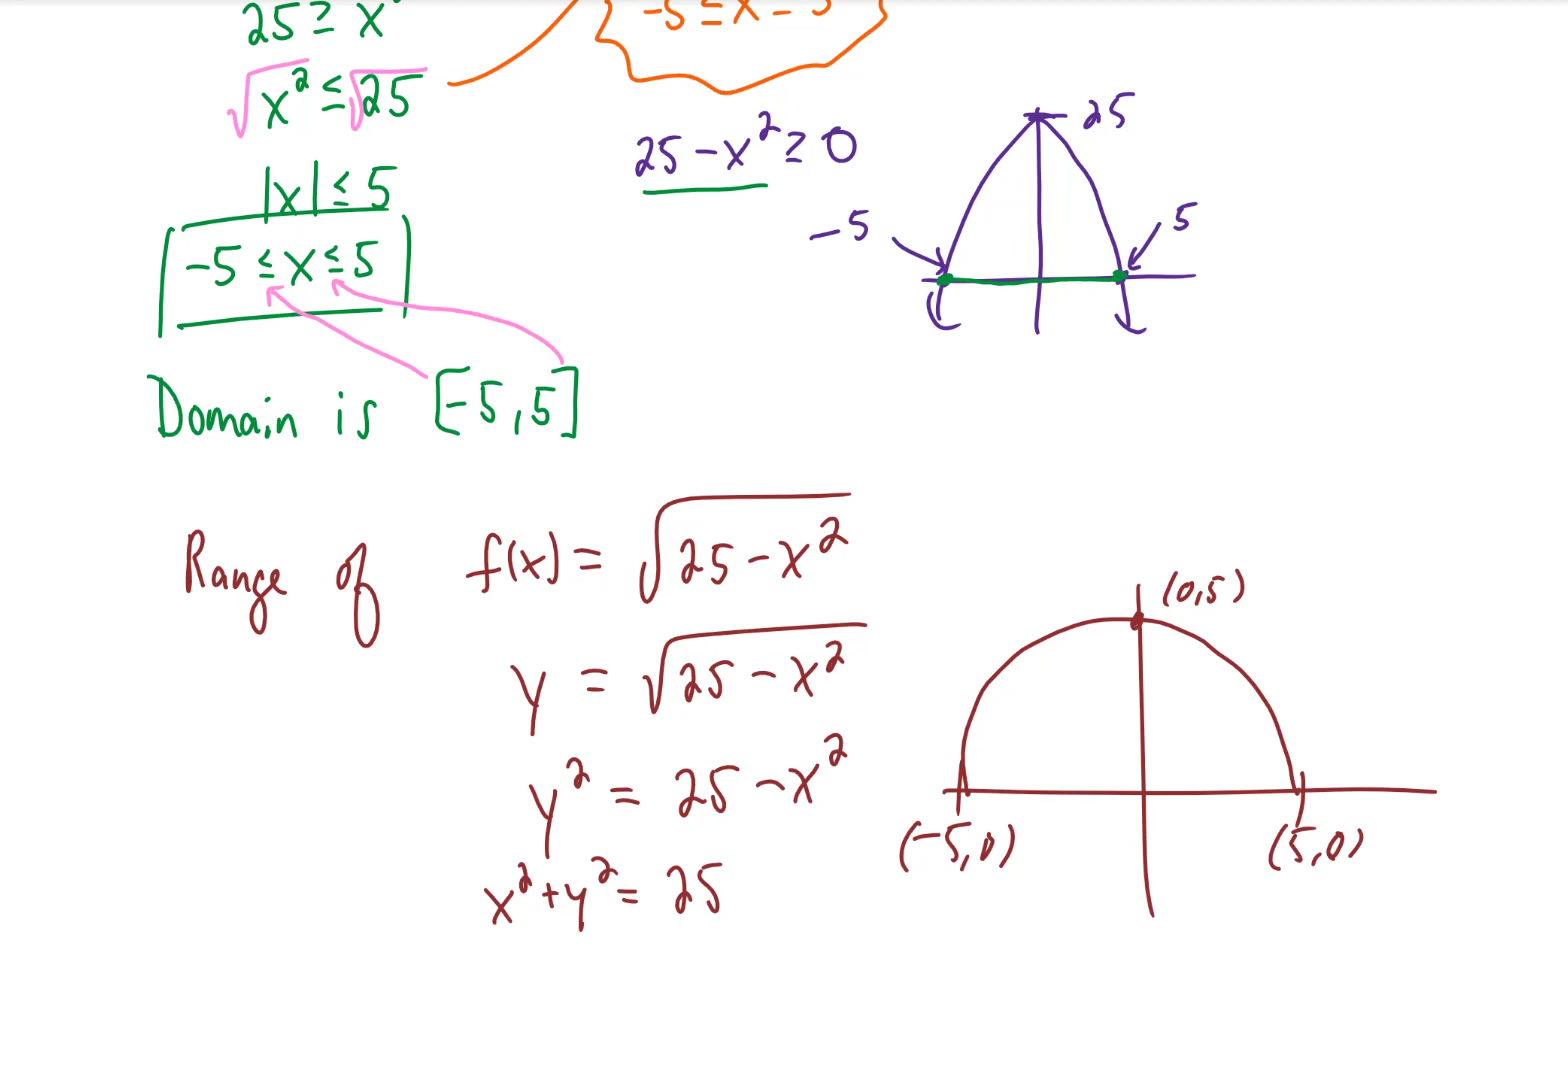 25 ≥ x
-5 ≤ x
√x² ≤ √25
|x| ≤ 5
-5 ≤ x ≤ 5
25 - x² ≥ 0
25
-5
5
Domain is [-5,5]
Range of f(x) = √25 - x²
y = √25 - x²
y² = 25 - x²
x² + y² = 25
(0,5)
(-5,0)
(5,0)